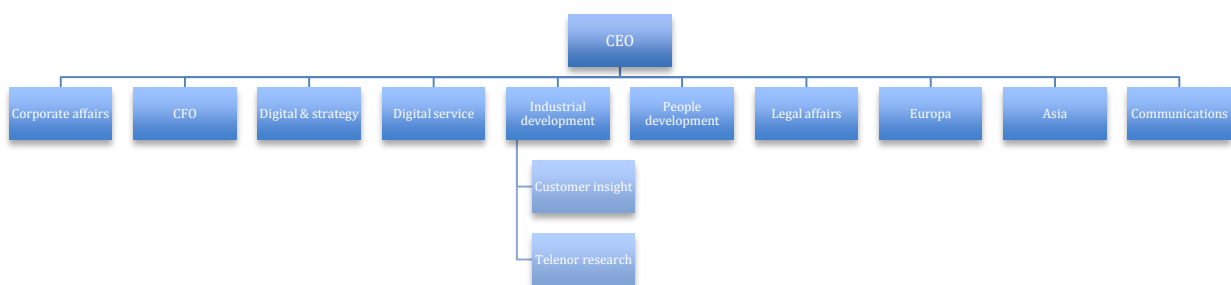 CEO
Corporate affairs
CFO
Digital & strategy
Digital service
Industrial
development
People
development
Legal affairs
Europa
Asia
Communications
Customer insight
Telenor research